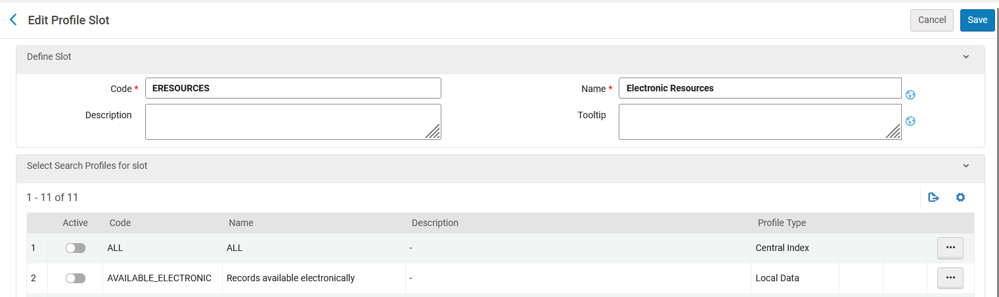 Edit Profile Slot Cancel Save
Define Slot
Code * ERESOURCES Name * Electronic Resources
Description Tooltip
Select Search Profiles for slot
1 - 11 of 11
Active Code Name Description Profile Type
1 ALL ALL - Central Index
2 AVAILABLE_ELECTRONIC Records available electronically - Local Data